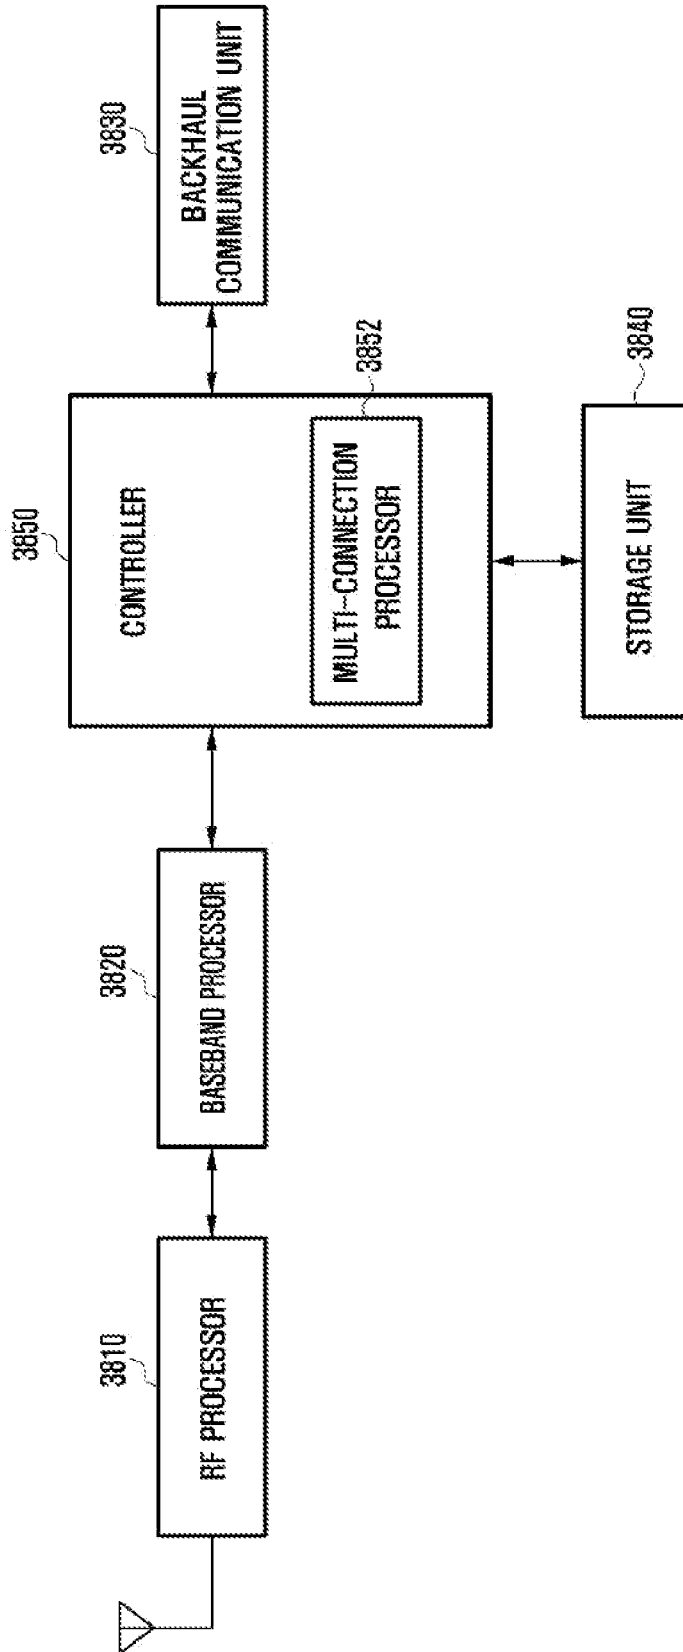 3810
RF PROCESSOR
3820
BASEBAND PROCESSOR
3850
CONTROLLER
3852
MULTI-CONNECTION
PROCESSOR
3830
BACKHAUL
COMMUNICATION UNIT
3840
STORAGE UNIT